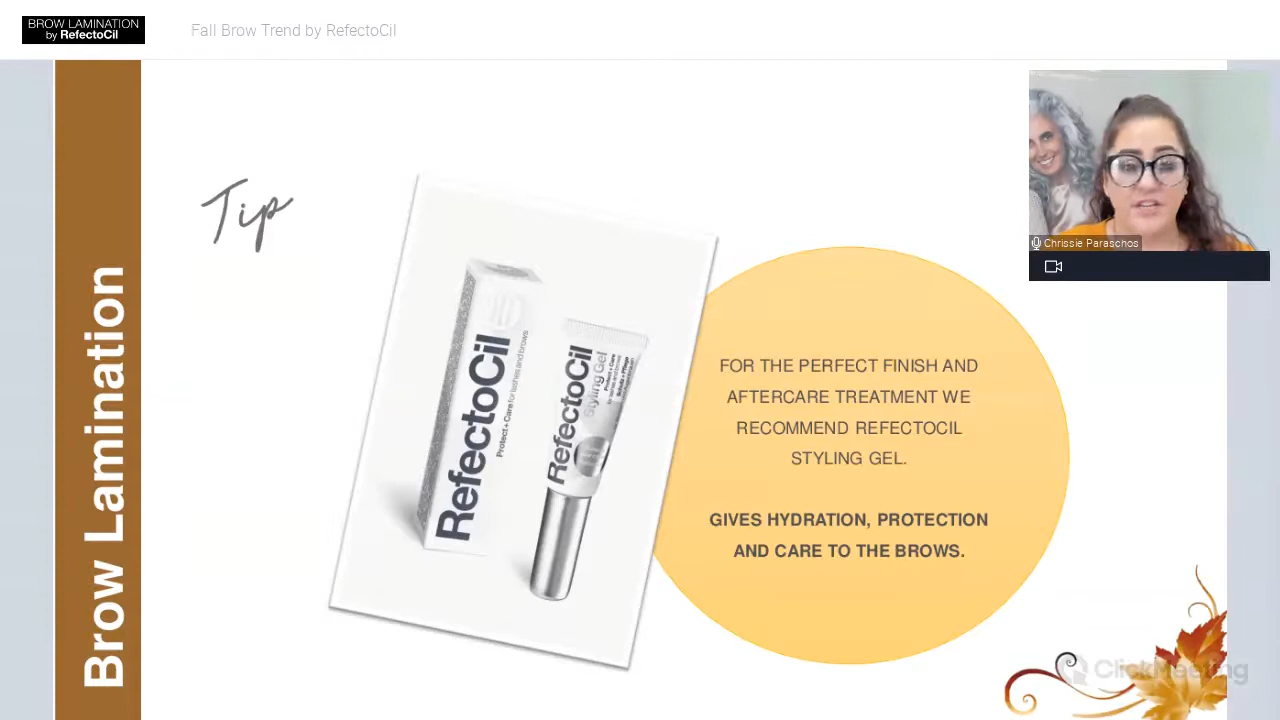 BROW LAMINATION
by RefectoCil
Fall Brow Trend by RefectoCil
Brow Lamination
Tip
RefectoCil
Protect + Care for lashes and brows
RefectoCil
Styling Gel
Protect + Care
FOR THE PERFECT FINISH AND
AFTERCARE TREATMENT WE
RECOMMEND REFECTOCIL
STYLING GEL.
GIVES HYDRATION, PROTECTION
AND CARE TO THE BROWS.
Chrissie Paraschos
ClickMeeting